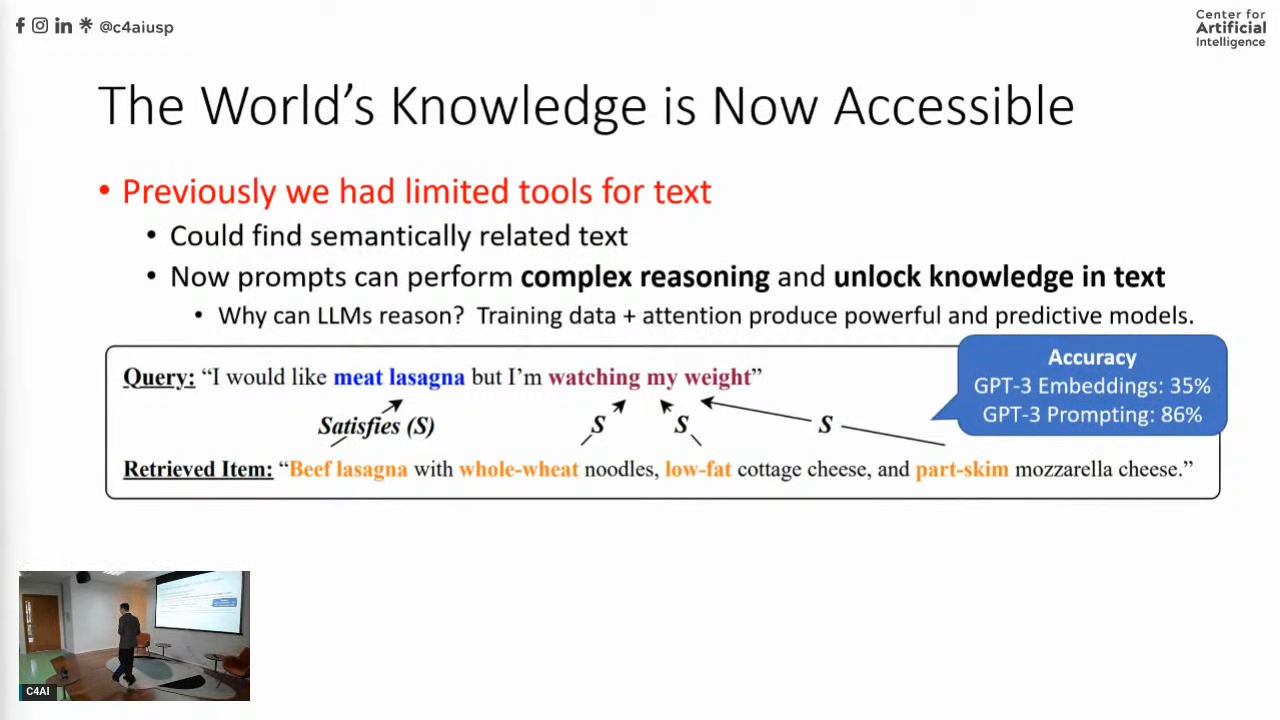 @c4aiusp
Center for
Artificial
Intelligence
The World's Knowledge is Now Accessible
• Previously we had limited tools for text
• Could find semantically related text
• Now prompts can perform complex reasoning and unlock knowledge in text
• Why can LLMs reason?  Training data + attention produce powerful and predictive models.
Accuracy
GPT-3 Embeddings: 35%
GPT-3 Prompting: 86%
Query: “I would like meat lasagna but I’m watching my weight”
Satisfies (S) S S S
Retrieved Item: “Beef lasagna with whole-wheat noodles, low-fat cottage cheese, and part-skim mozzarella cheese.”
C4AI